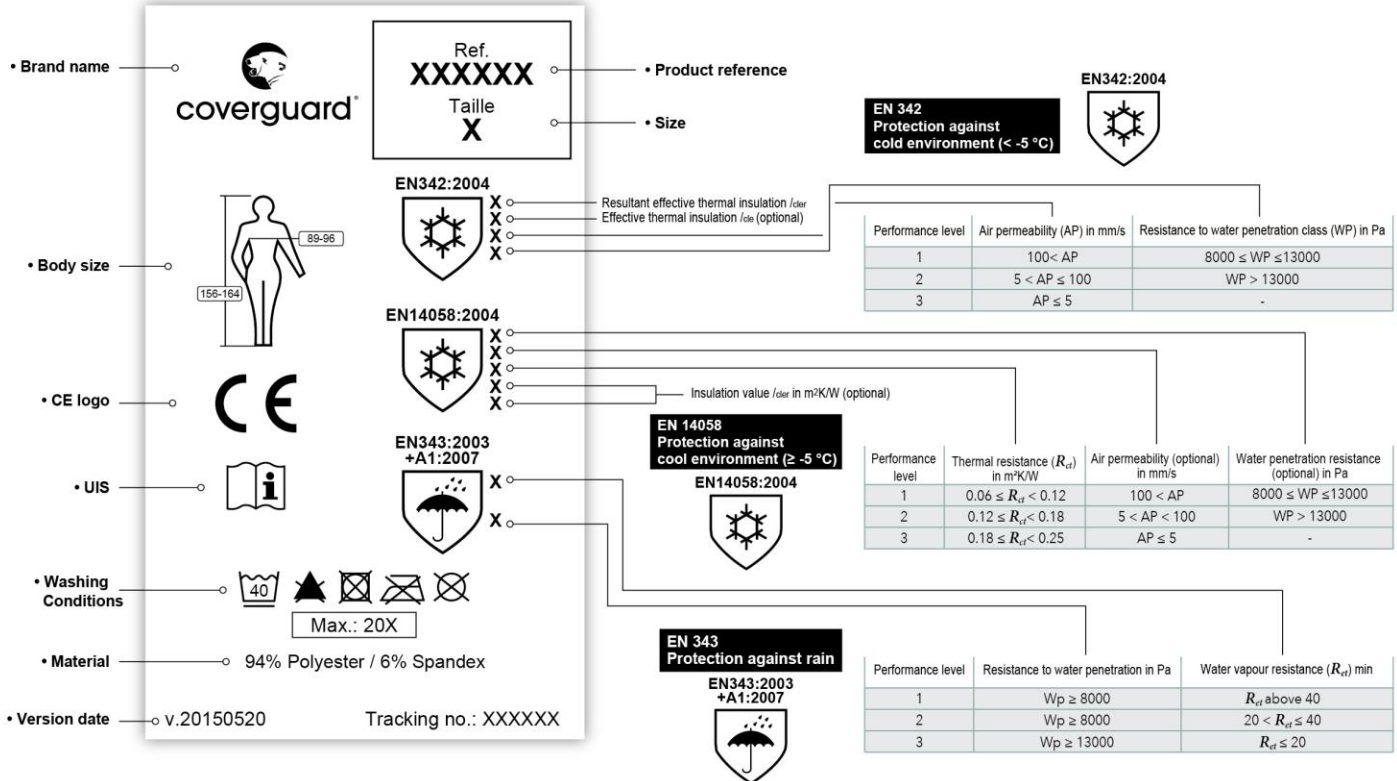 • Brand name
coverguard®
Ref.
XXXXXX
Taille
X
• Product reference
• Size
EN 342
Protection against
cold environment (< -5 °C)
EN342:2004
• Body size
89-96
156-164
EN342:2004
X
X
X
X
Resultant effective thermal insulation /cler
Effective thermal insulation /cle (optional)
Performance level Air permeability (AP) in mm/s Resistance to water penetration class (WP) in Pa
1 100< AP 8000 ≤ WP ≤13000
2 5 < AP ≤ 100 WP > 13000
3 AP ≤ 5 -
• CE logo
CE
EN14058:2004
X
X
X
X
X
Insulation value /cler in m²K/W (optional)
EN 14058
Protection against
cool environment (≥ -5 °C)
EN14058:2004
Performance level Thermal resistance (Rct) in m²K/W Air permeability (optional) in mm/s Water penetration resistance (optional) in Pa
1 0.06 ≤ Rct < 0.12 100 < AP 8000 ≤ WP ≤13000
2 0.12 ≤ Rct < 0.18 5 < AP < 100 WP > 13000
3 0.18 ≤ Rct < 0.25 AP ≤ 5 -
• UIS
i
EN343:2003
+A1:2007
X
X
• Washing
Conditions
40
Max.: 20X
• Material
94% Polyester / 6% Spandex
• Version date
v.20150520
Tracking no.: XXXXXX
EN 343
Protection against rain
EN343:2003
+A1:2007
Performance level Resistance to water penetration in Pa Water vapour resistance (Ret) min
1 Wp ≥ 8000 Ret above 40
2 Wp ≥ 8000 20 < Ret ≤ 40
3 Wp ≥ 13000 Ret ≤ 20